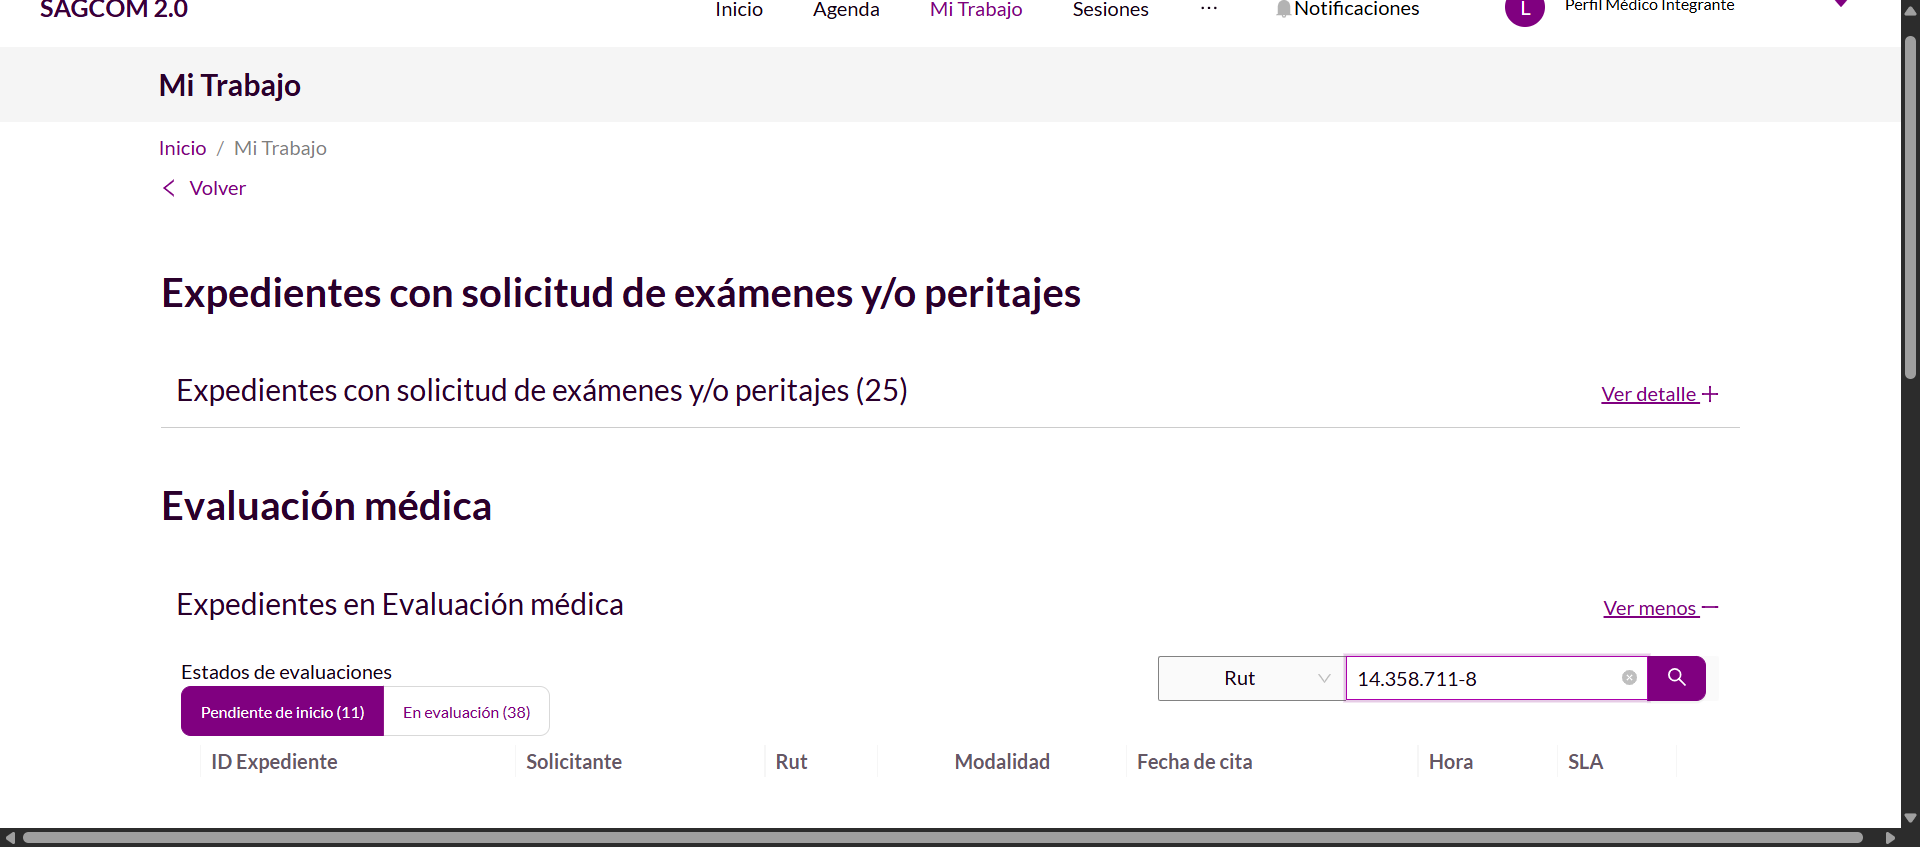 SAGCOM 2.0
Inicio Agenda Mi Trabajo Sesiones ··· Notificaciones L Perfil Médico Integrante
Mi Trabajo
Inicio / Mi Trabajo
Volver
Expedientes con solicitud de exámenes y/o peritajes
Expedientes con solicitud de exámenes y/o peritajes (25) Ver detalle
Evaluación médica
Expedientes en Evaluación médica Ver menos
Estados de evaluaciones Rut 14.358.711-8
Pendiente de inicio (11) En evaluación (38)
ID Expediente Solicitante Rut Modalidad Fecha de cita Hora SLA